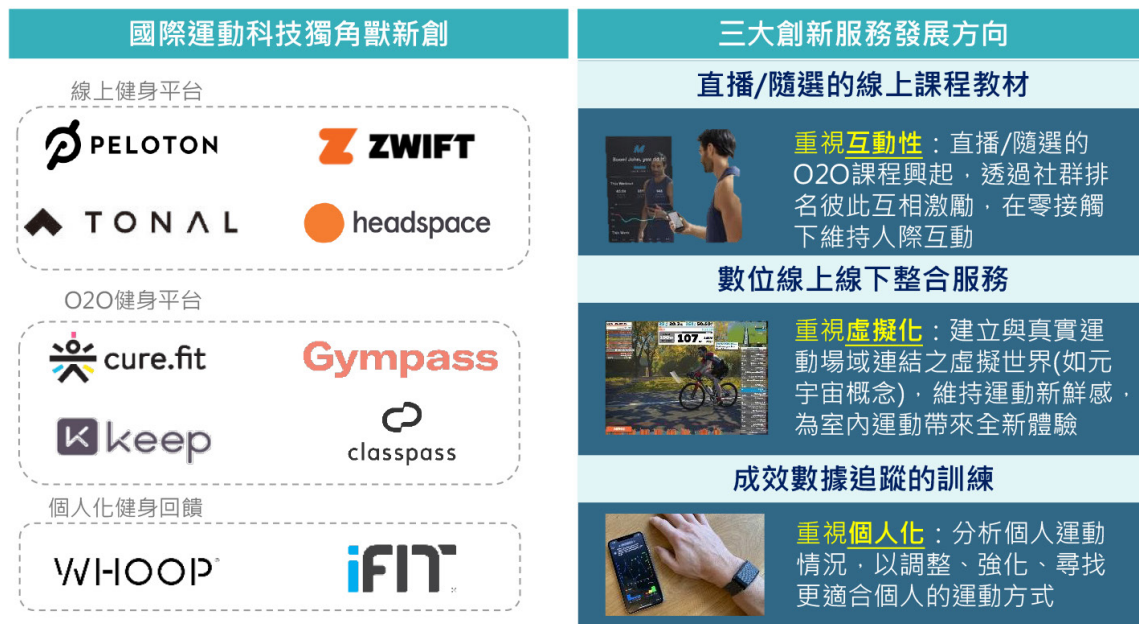 國際運動科技獨角獸新創
線上健身平台
PELOTON
ZWIFT
TONAL
headspace
O2O健身平台
cure.fit
Gympass
keep
classpass
個人化健身回饋
WHOOP
iFIT
三大創新服務發展方向
直播/隨選的線上課程教材
重視互動性：直播/隨選的
O2O課程興起，透過社群排
名彼此互相激勵，在零接觸
下維持人際互動
數位線上線下整合服務
107
重視虛擬化：建立與真實運
動場域連結之虛擬世界(如元
宇宙概念)，維持運動新鮮感，
為室內運動帶來全新體驗
成效數據追蹤的訓練
重視個人化：分析個人運動
情況，以調整、強化、尋找
更適合個人的運動方式